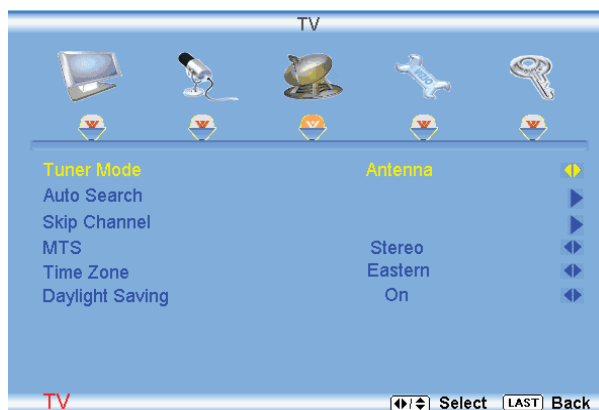 TV
Tuner Mode Antenna
Auto Search
Skip Channel
MTS Stereo
Time Zone Eastern
Daylight Saving On
TV Select LAST Back